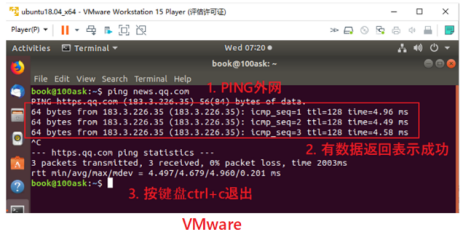 ubuntu18.04_x64 - VMware Workstation 15 Player (评估许可证)
Player(P)
Activities Terminal Wed 07:20
book@100ask: ~
File Edit View Search Terminal Help
book@100ask:~$ ping news.qq.com
1. PING外网
PING https.qq.com (183.3.226.35) 56(84) bytes of data.
64 bytes from 183.3.226.35 (183.3.226.35): icmp_seq=1 ttl=128 time=4.96 ms
64 bytes from 183.3.226.35 (183.3.226.35): icmp_seq=2 ttl=128 time=4.49 ms
64 bytes from 183.3.226.35 (183.3.226.35): icmp_seq=3 ttl=128 time=4.58 ms
^C
2. 有数据返回表示成功
--- https.qq.com ping statistics ---
3 packets transmitted, 3 received, 0% packet loss, time 2003ms
rtt min/avg/max/mdev = 4.497/4.679/4.960/0.201 ms
book@100ask:~$
3. 按键盘ctrl+c退出
VMware